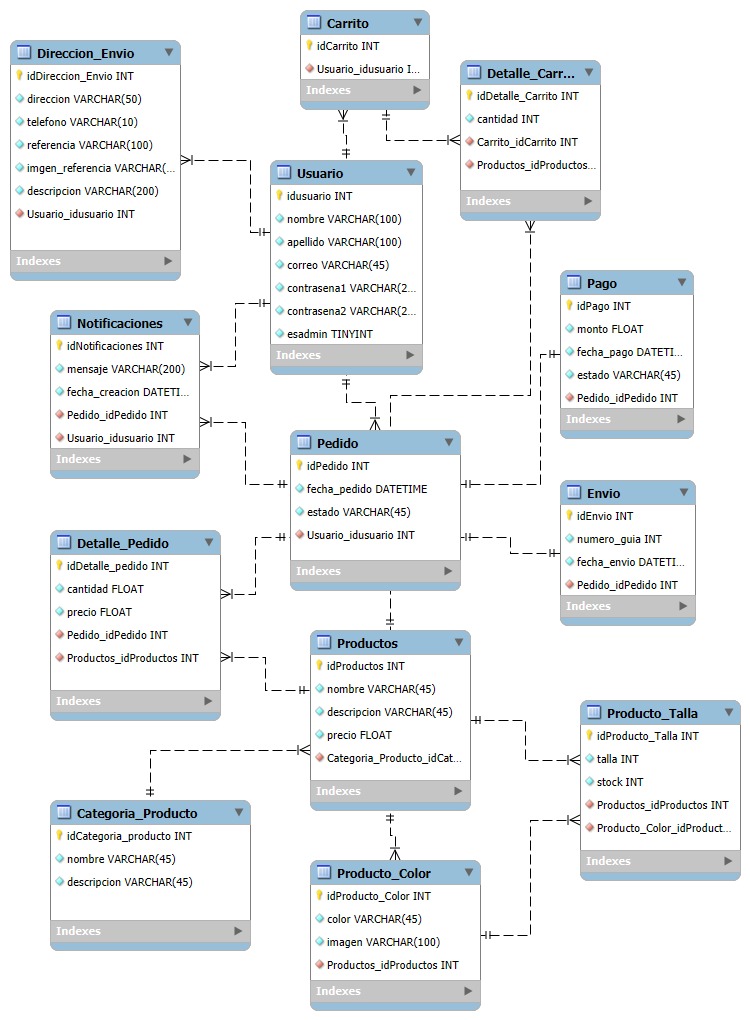 Carrito
idCarrito INT
Usuario_idusuario I...
Indexes
Direccion_Envio
idDireccion_Envio INT
direccion VARCHAR(50)
telefono VARCHAR(10)
referencia VARCHAR(100)
imgen_referencia VARCHAR(...
descripcion VARCHAR(200)
Usuario_idusuario INT
Indexes
Detalle_Carr...
idDetalle_Carrito INT
cantidad INT
Carrito_idCarrito INT
Productos_idProductos...
Indexes
Usuario
idusuario INT
nombre VARCHAR(100)
apellido VARCHAR(100)
correo VARCHAR(45)
contrasena1 VARCHAR(2...
contrasena2 VARCHAR(2...
esadmin TINYINT
Indexes
Pago
idPago INT
monto FLOAT
fecha_pago DATETI...
estado VARCHAR(45)
Pedido_idPedido INT
Indexes
Notificaciones
idNotificaciones INT
mensaje VARCHAR(200)
fecha_creacion DATETI...
Pedido_idPedido INT
Usuario_idusuario INT
Indexes
Pedido
idPedido INT
fecha_pedido DATETIME
estado VARCHAR(45)
Usuario_idusuario INT
Indexes
Envio
idEnvio INT
numero_guia INT
fecha_envio DATETI...
Pedido_idPedido INT
Indexes
Detalle_Pedido
idDetalle_pedido INT
cantidad FLOAT
precio FLOAT
Pedido_idPedido INT
Productos_idProductos INT
Indexes
Productos
idProductos INT
nombre VARCHAR(45)
descripcion VARCHAR(45)
precio FLOAT
Categoria_Producto_idCat...
Indexes
Producto_Talla
idProducto_Talla INT
talla INT
stock INT
Productos_idProductos INT
Producto_Color_idProduct...
Indexes
Categoria_Producto
idCategoria_producto INT
nombre VARCHAR(45)
descripcion VARCHAR(45)
Indexes
Producto_Color
idProducto_Color INT
color VARCHAR(45)
imagen VARCHAR(100)
Productos_idProductos INT
Indexes